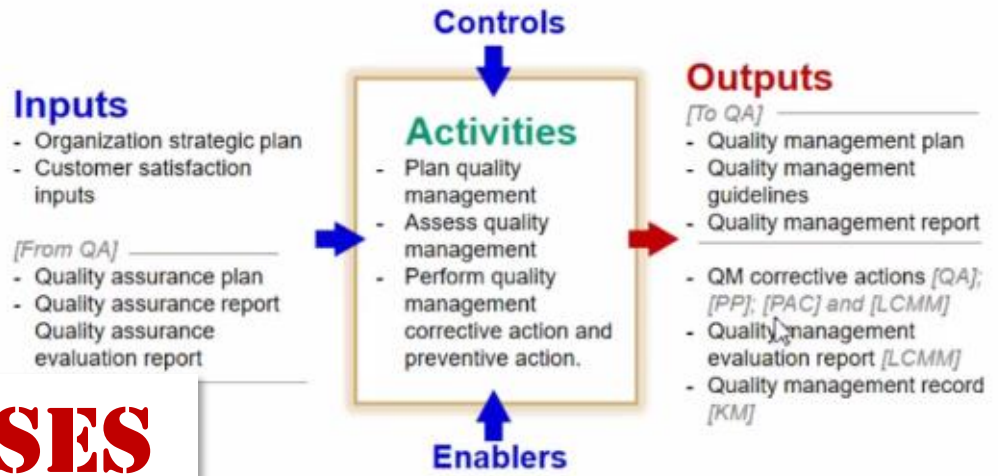 Controls
Inputs
- Organization strategic plan
- Customer satisfaction
inputs
[From QA]
- Quality assurance plan
- Quality assurance report
Quality assurance
evaluation report
SES
Activities
- Plan quality
management
- Assess quality
management
- Perform quality
management
corrective action and
preventive action.
Enablers
Outputs
[To QA]
- Quality management plan
- Quality management
guidelines
- Quality management report
- QM corrective actions [QA];
[PP]; [PAC] and [LCMM]
- Quality management
evaluation report [LCMM]
- Quality management record
[KM]